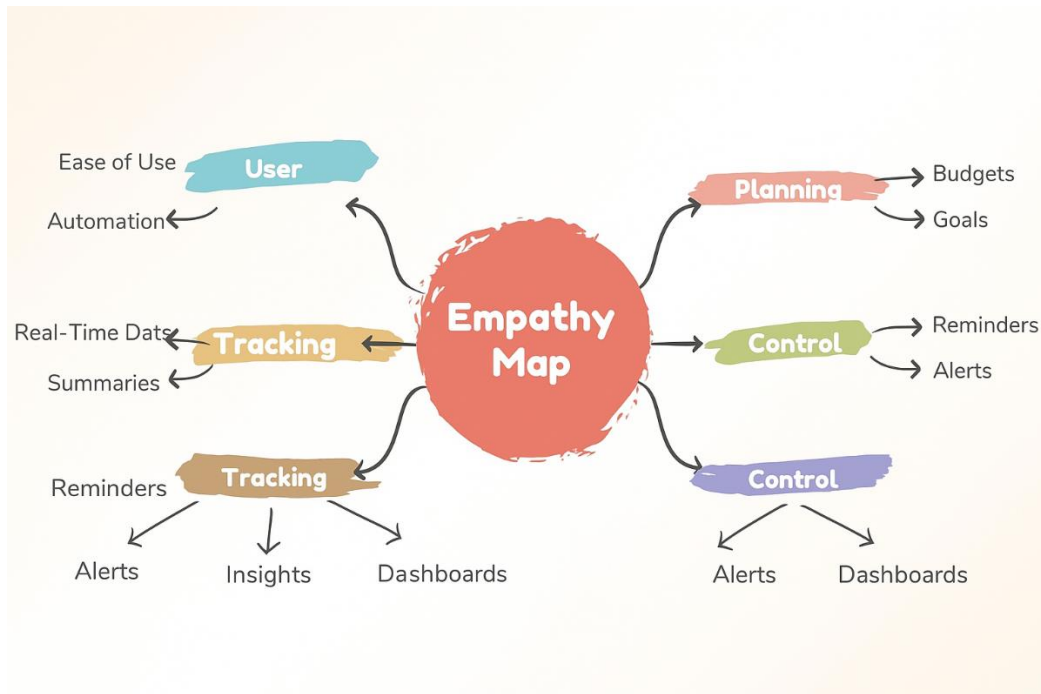 Ease of Use
User
Automation
Planning
Budgets
Goals
Empathy
Map
Real-Time Dats
Tracking
Summaries
Control
Reminders
Alerts
Reminders
Tracking
Alerts
Insights
Dashboards
Control
Alerts
Dashboards